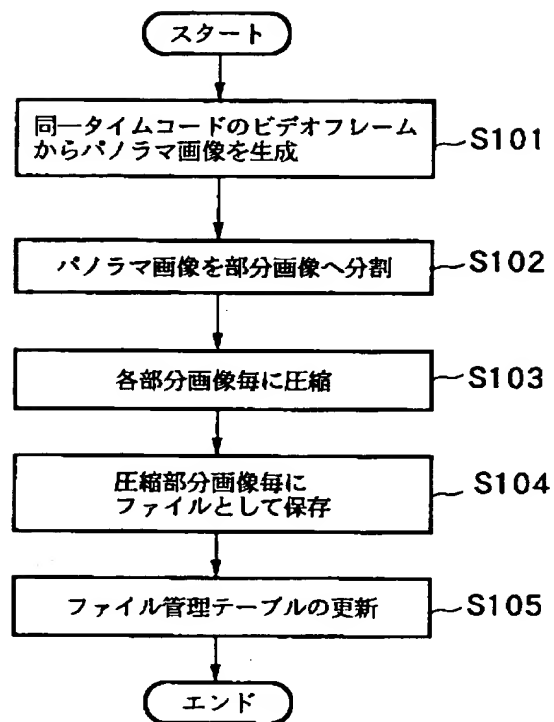 スタート
同一タイムコードのビデオフレーム
からパノラマ画像を生成
S101
パノラマ画像を部分画像へ分割
S102
各部分画像毎に圧縮
S103
圧縮部分画像毎に
ファイルとして保存
S104
ファイル管理テーブルの更新
S105
エンド